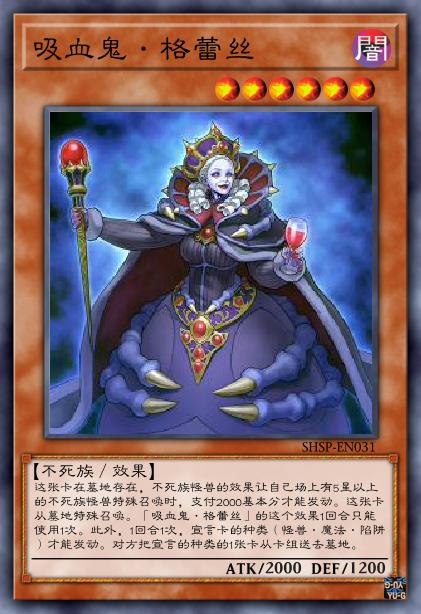 吸血鬼·格蕾丝
闇
SHSP-EN031
【不死族／效果】
这张卡在墓地存在，不死族怪兽的效果让自己场上有5星以上
的不死族怪兽特殊召唤时，支付2000基本分才能发动。这张卡
从墓地特殊召唤。「吸血鬼·格蕾丝」的这个效果1回合只能
使用1次。此外，1回合1次，宣言卡的种类（怪兽·魔法·陷阱
）才能发动。对方把宣言的种类的1张卡从卡组送去墓地。
ATK/2000 DEF/1200